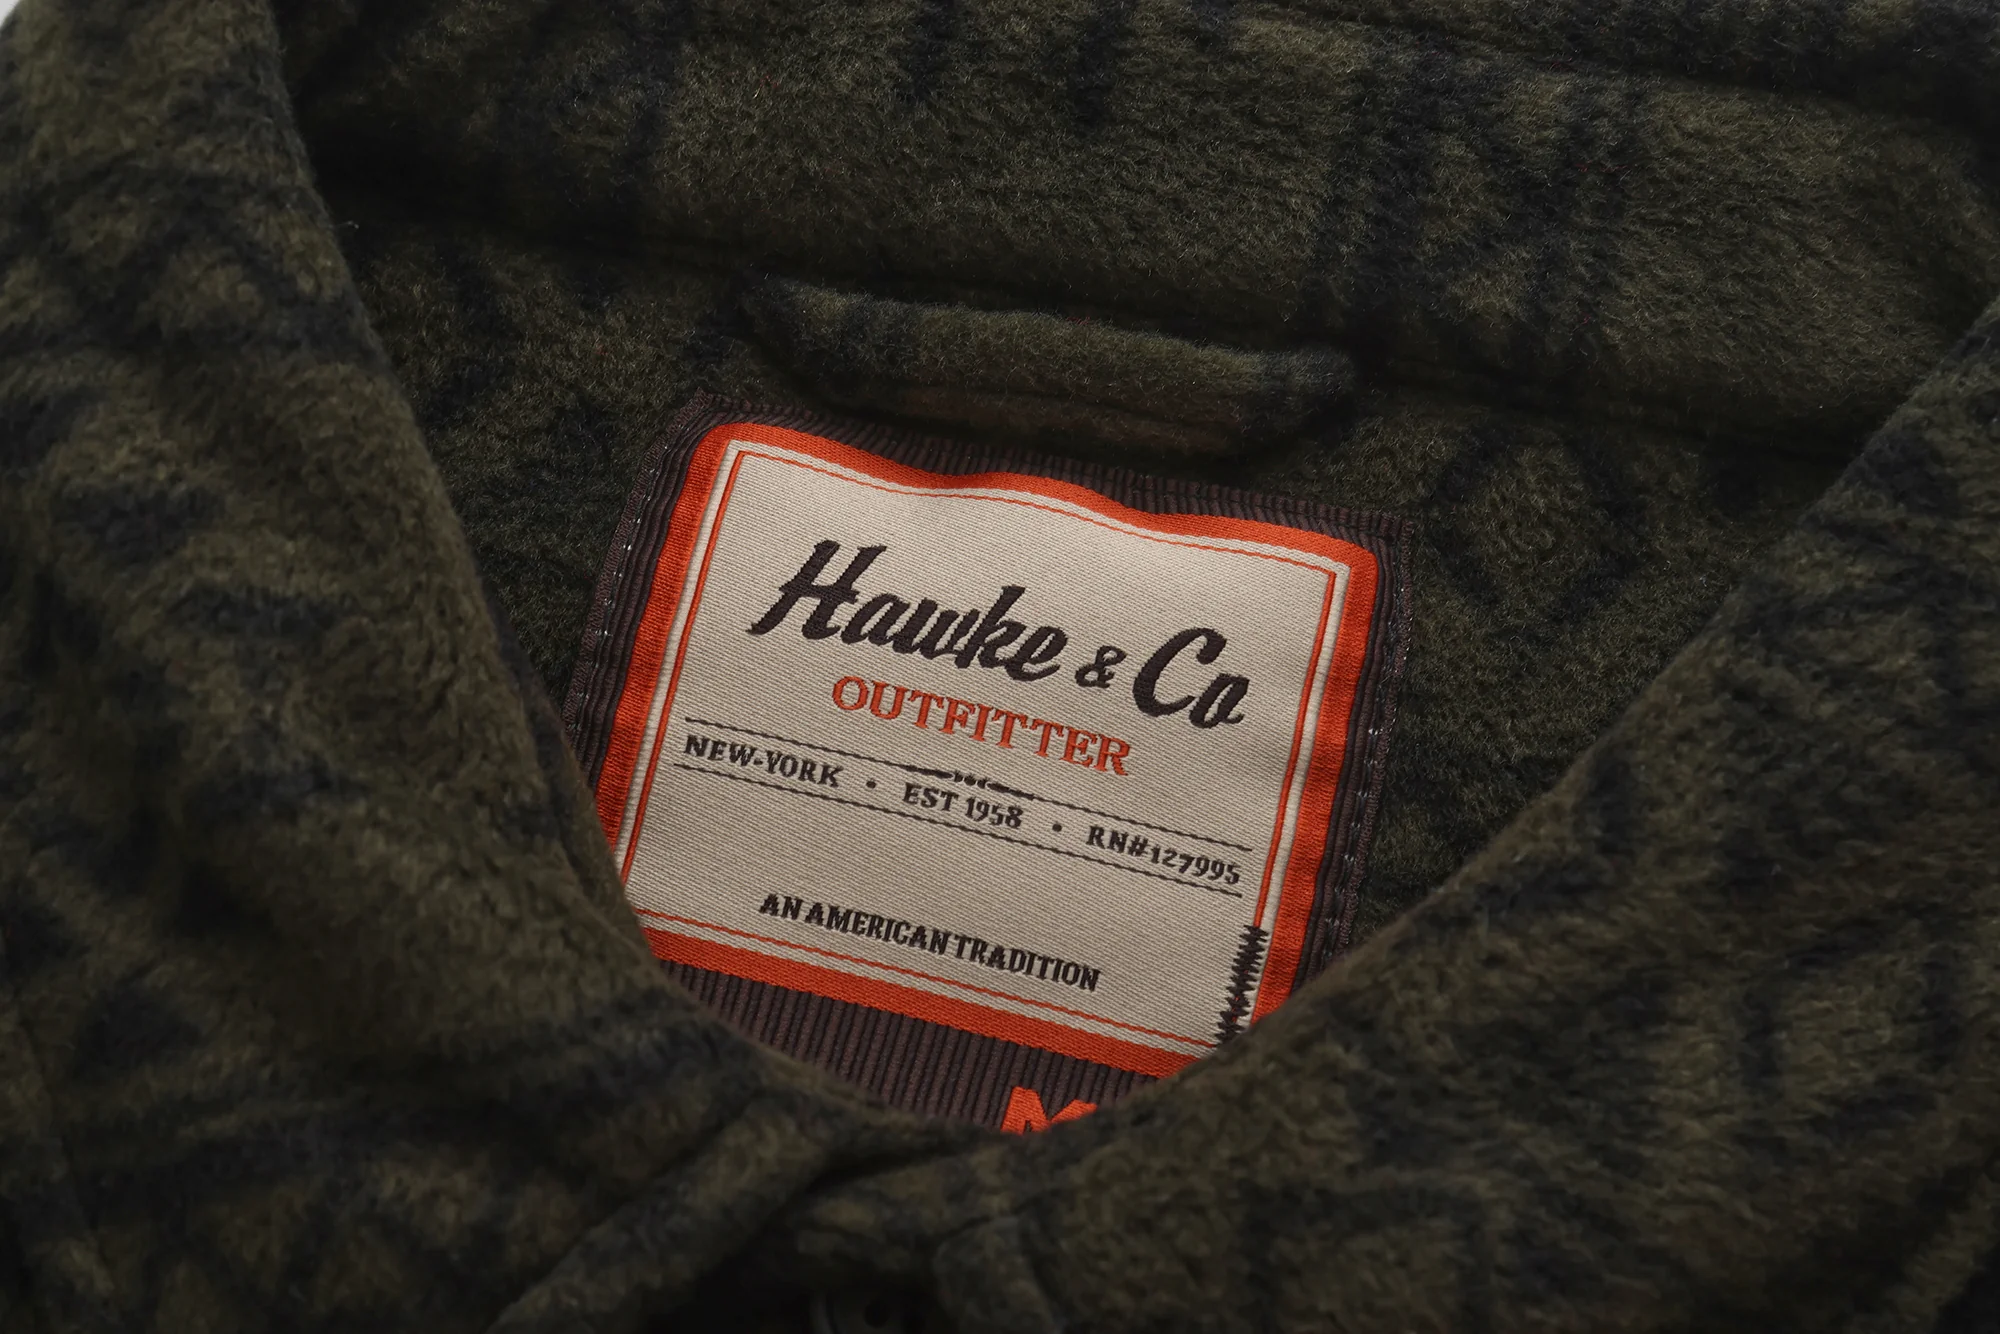 Hawke & Co
OUTFITTER
NEW-YORK • EST 1958 • RN#127995
AN AMERICAN TRADITION
M